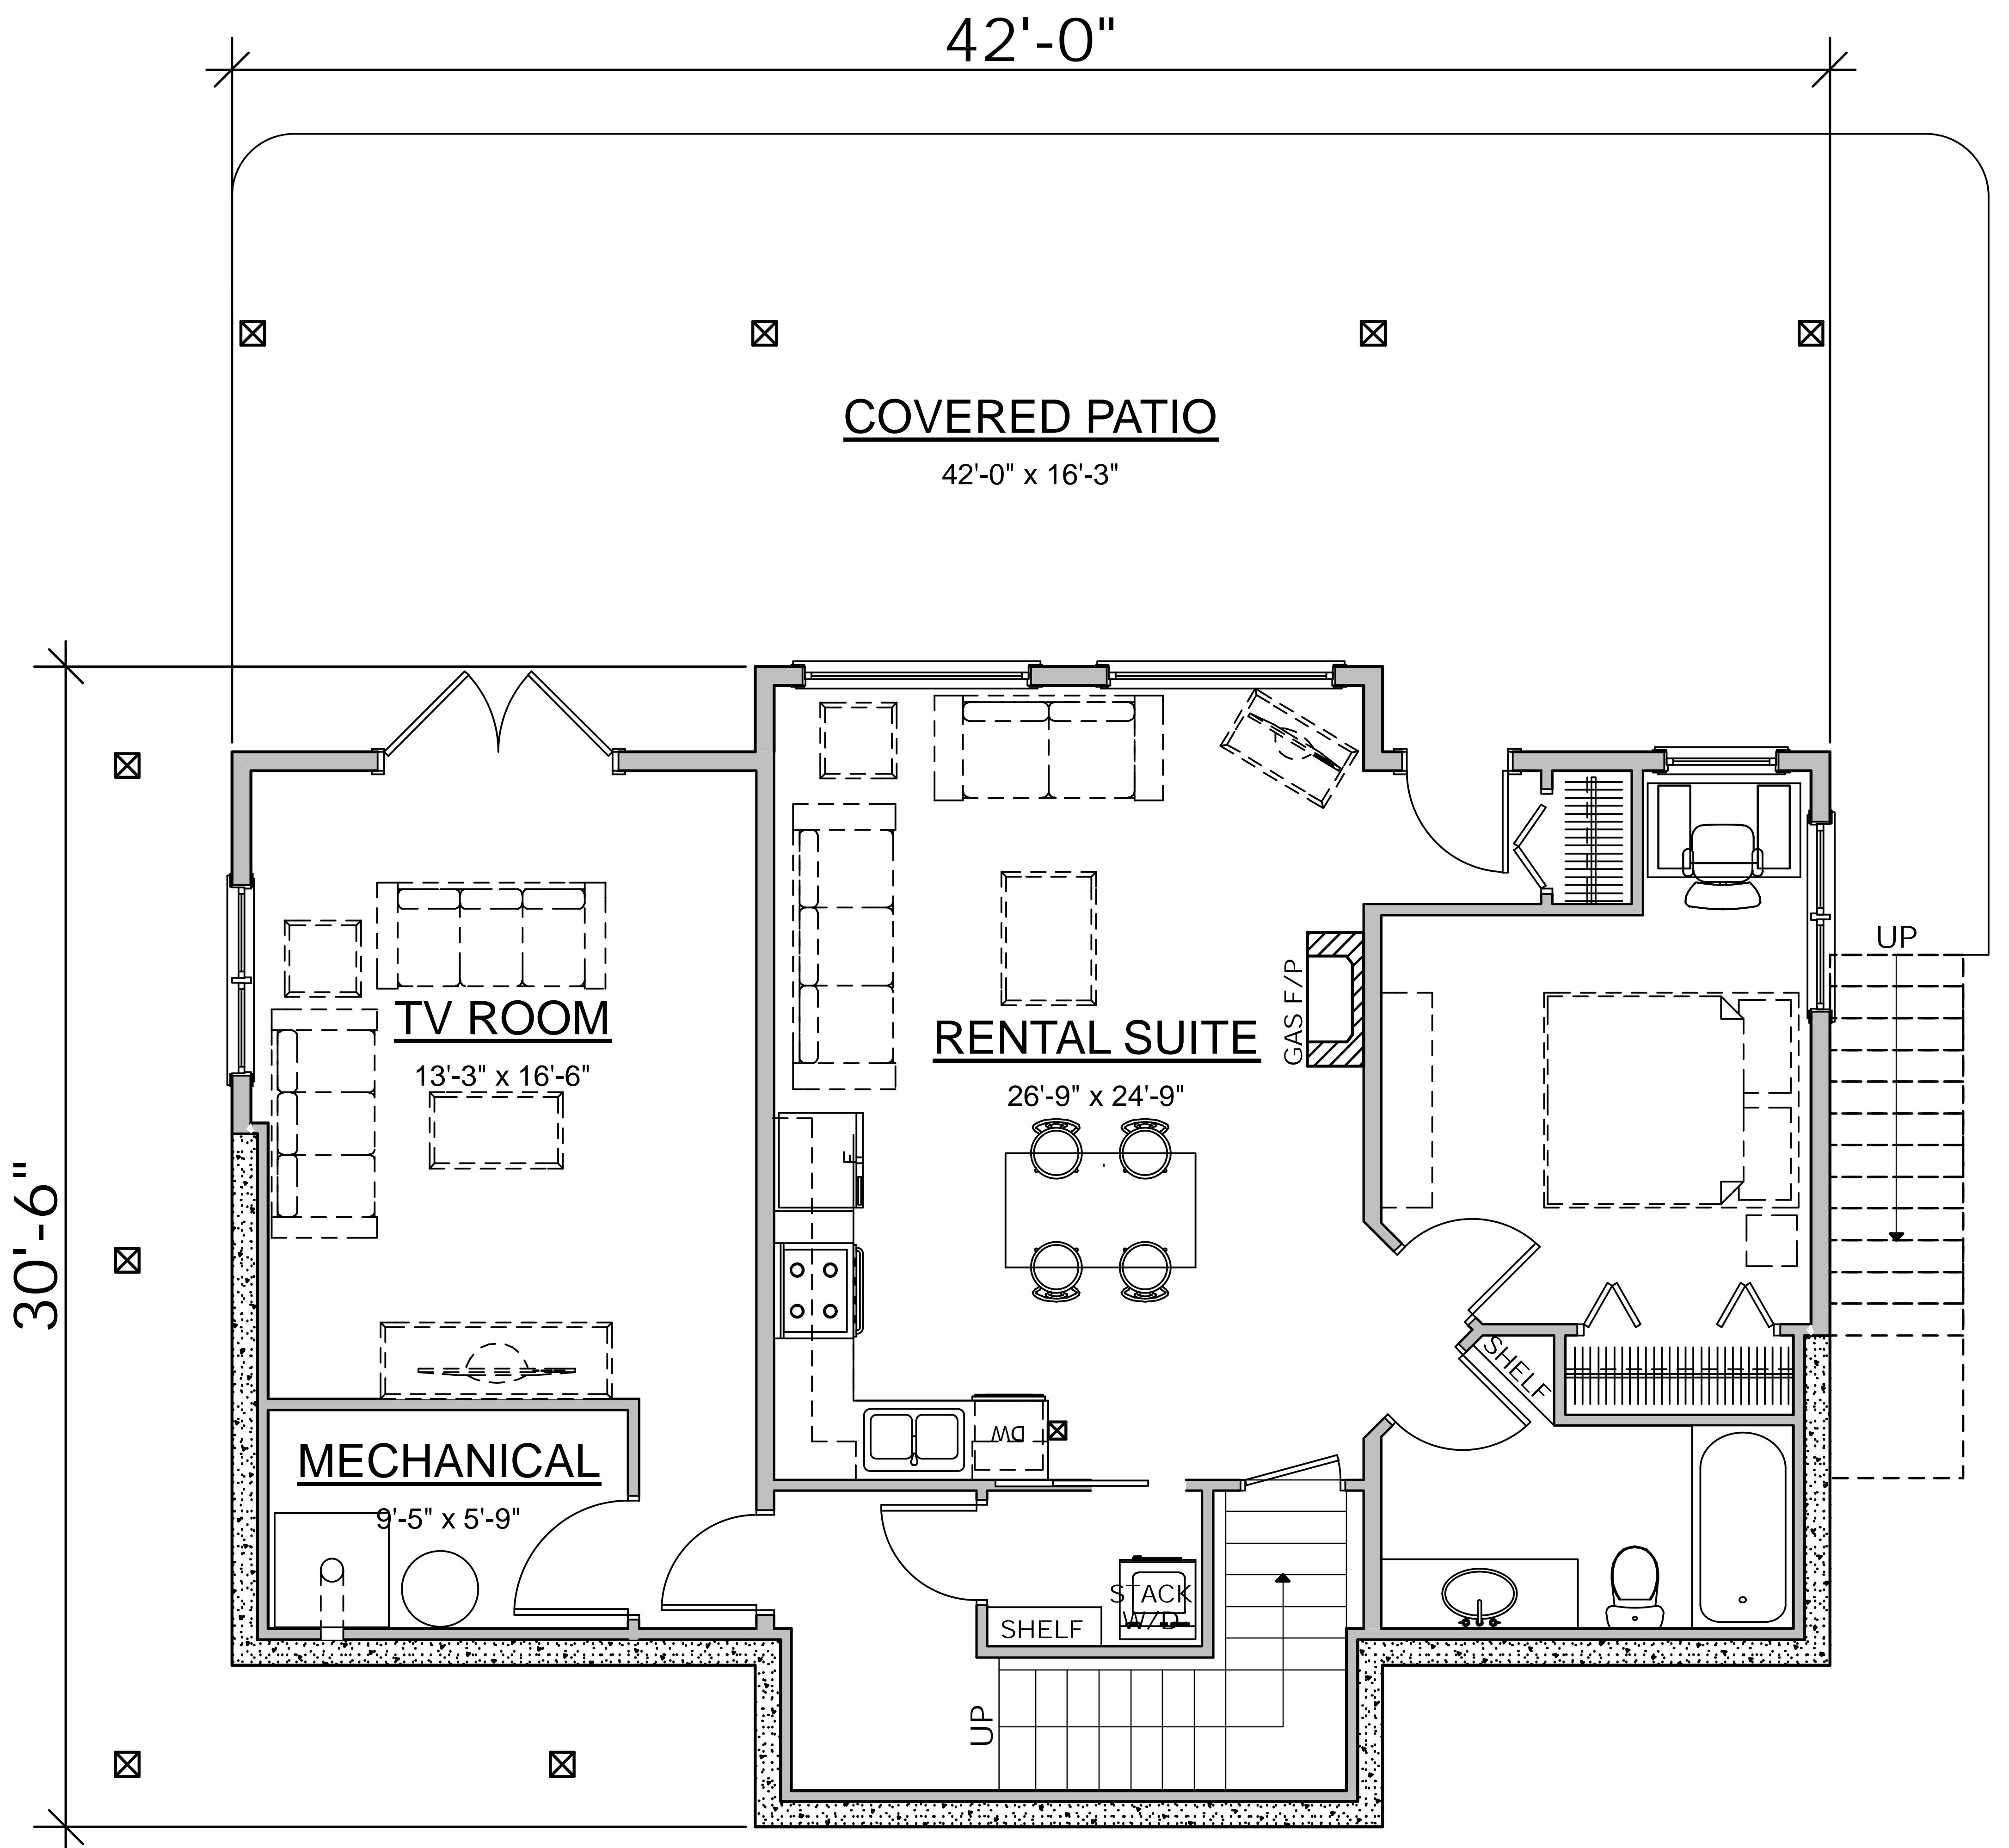 42'-0"
COVERED PATIO
42'-0" x 16'-3"
UP
GAS F/P
TV ROOM
13'-3" x 16'-6"
RENTAL SUITE
26'-9" x 24'-9"
30'-6"
SHELF
DW
MECHANICAL
9'-5" x 5'-9"
STACK
W/D
SHELF
UP